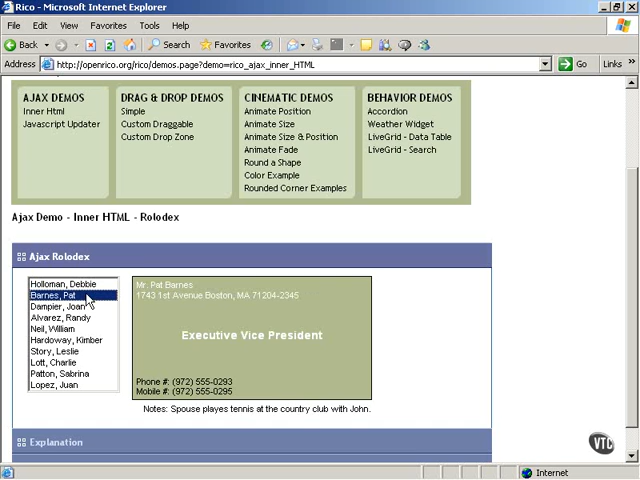 Rico - Microsoft Internet Explorer
File Edit View Favorites Tools Help
Back Search Favorites
Address http://openrico.org/rico/demos.page?demo=rico_ajax_inner_HTML Go Links »
AJAX DEMOS
Inner Html
Javascript Updater
DRAG & DROP DEMOS
Simple
Custom Draggable
Custom Drop Zone
CINEMATIC DEMOS
Animate Position
Animate Size
Animate Size & Position
Animate Fade
Round a Shape
Color Example
Rounded Corner Examples
BEHAVIOR DEMOS
Accordion
Weather Widget
LiveGrid - Data Table
LiveGrid - Search
Ajax Demo - Inner HTML - Rolodex
Ajax Rolodex
Holloman, Debbie
Barnes, Pat
Dampier, Joan
Alvarez, Randy
Neil, William
Hardoway, Kimber
Story, Leslie
Lott, Charlie
Patton, Sabrina
Lopez, Juan
Mr. Pat Barnes
1743 1st Avenue Boston, MA 71204-2345
Executive Vice President
Phone #: (972) 555-0293
Mobile #: (972) 555-0295
Notes: Spouse playes tennis at the country club with John.
Explanation
VTC
Internet